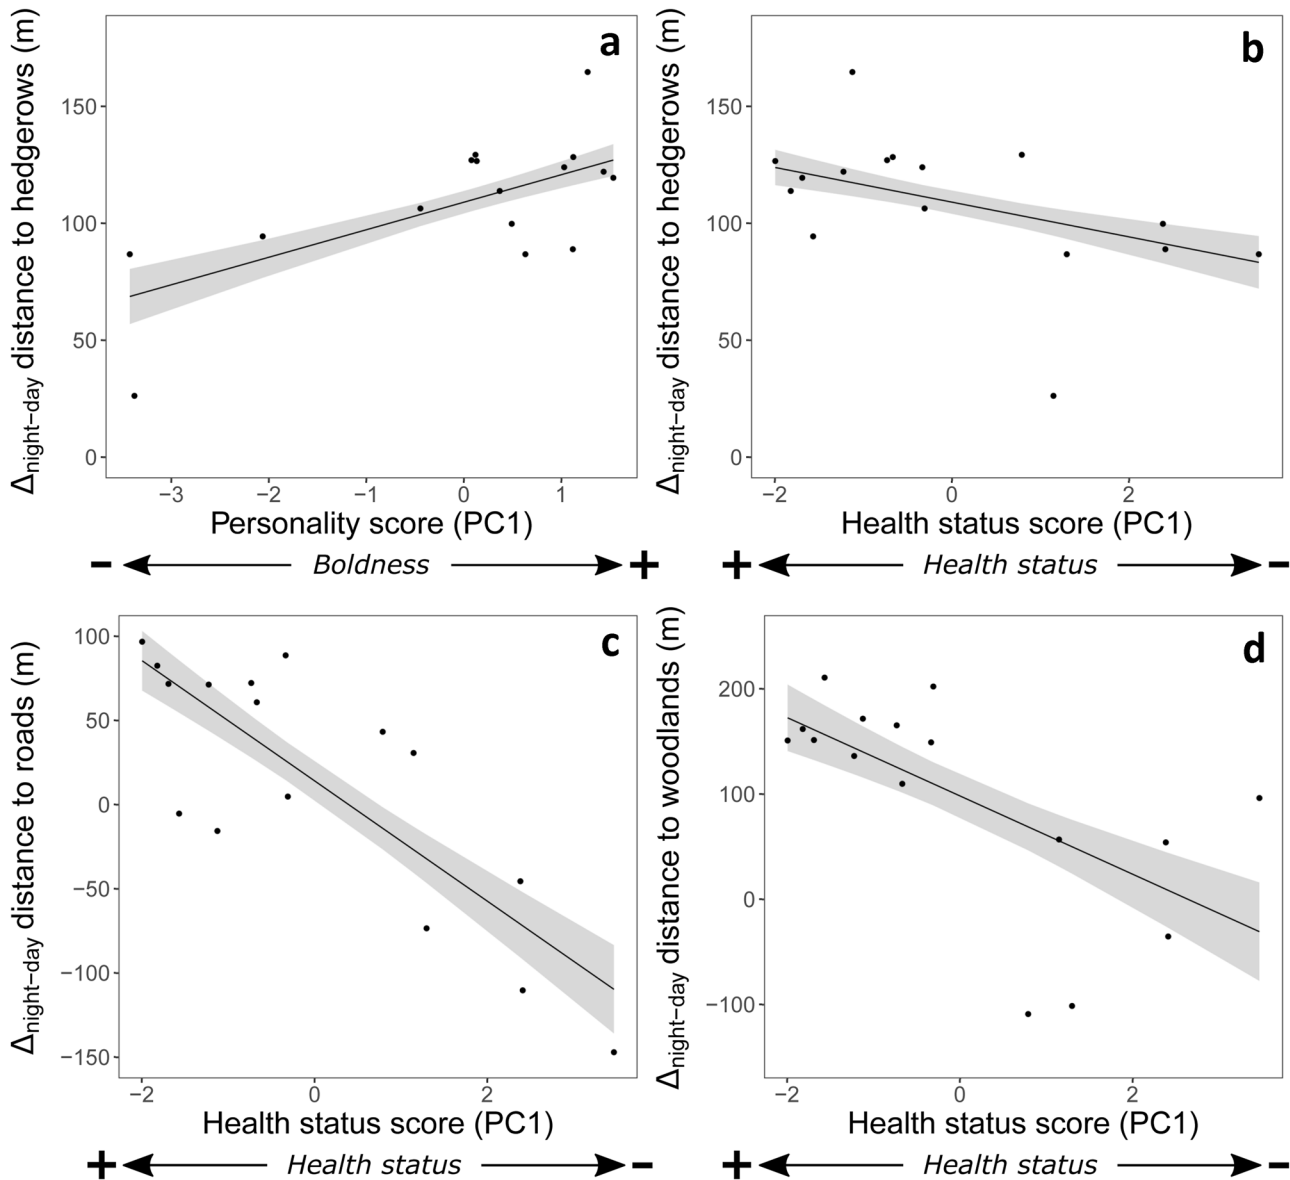 a
Δnight−day distance to hedgerows (m)
150
100
50
0
−3 −2 −1 0 1
Personality score (PC1)
− Boldness +
b
Δnight−day distance to hedgerows (m)
150
100
50
0
−2 0 2
Health status score (PC1)
+ Health status −
c
Δnight−day distance to roads (m)
100
50
0
−50
−100
−150
−2 0 2
Health status score (PC1)
+ Health status −
d
Δnight−day distance to woodlands (m)
200
100
0
−100
−2 0 2
Health status score (PC1)
+ Health status −